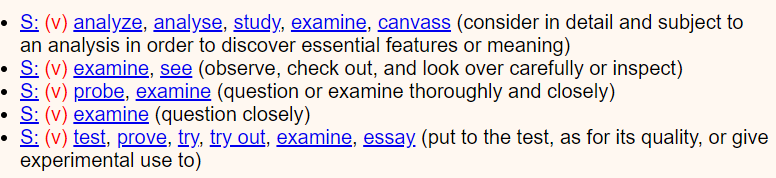 • S: (v) analyze, analyse, study, examine, canvass (consider in detail and subject to
an analysis in order to discover essential features or meaning)
• S: (v) examine, see (observe, check out, and look over carefully or inspect)
• S: (v) probe, examine (question or examine thoroughly and closely)
• S: (v) examine (question closely)
• S: (v) test, prove, try, try out, examine, essay (put to the test, as for its quality, or give
experimental use to)